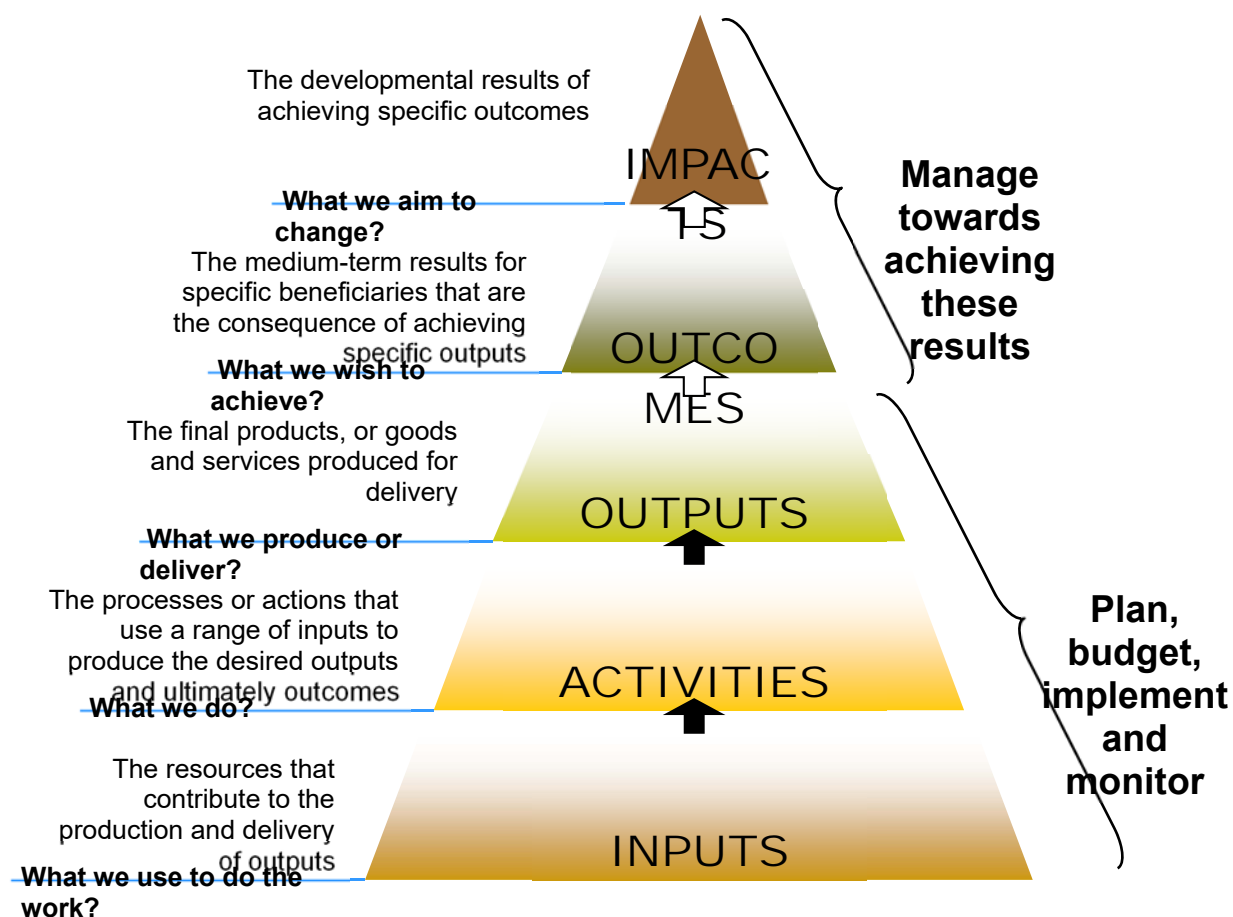 The developmental results of
achieving specific outcomes
IMPAC
TS
What we aim to
change?
The medium-term results for
specific beneficiaries that are
the consequence of achieving
specific outputs
OUTCO
MES
What we wish to
achieve?
The final products, or goods
and services produced for
delivery
OUTPUTS
What we produce or
deliver?
The processes or actions that
use a range of inputs to
produce the desired outputs
and ultimately outcomes
ACTIVITIES
What we do?
The resources that
contribute to the
production and delivery
of outputs
INPUTS
What we use to do the
work?
Manage
towards
achieving
these
results
Plan,
budget,
implement
and
monitor